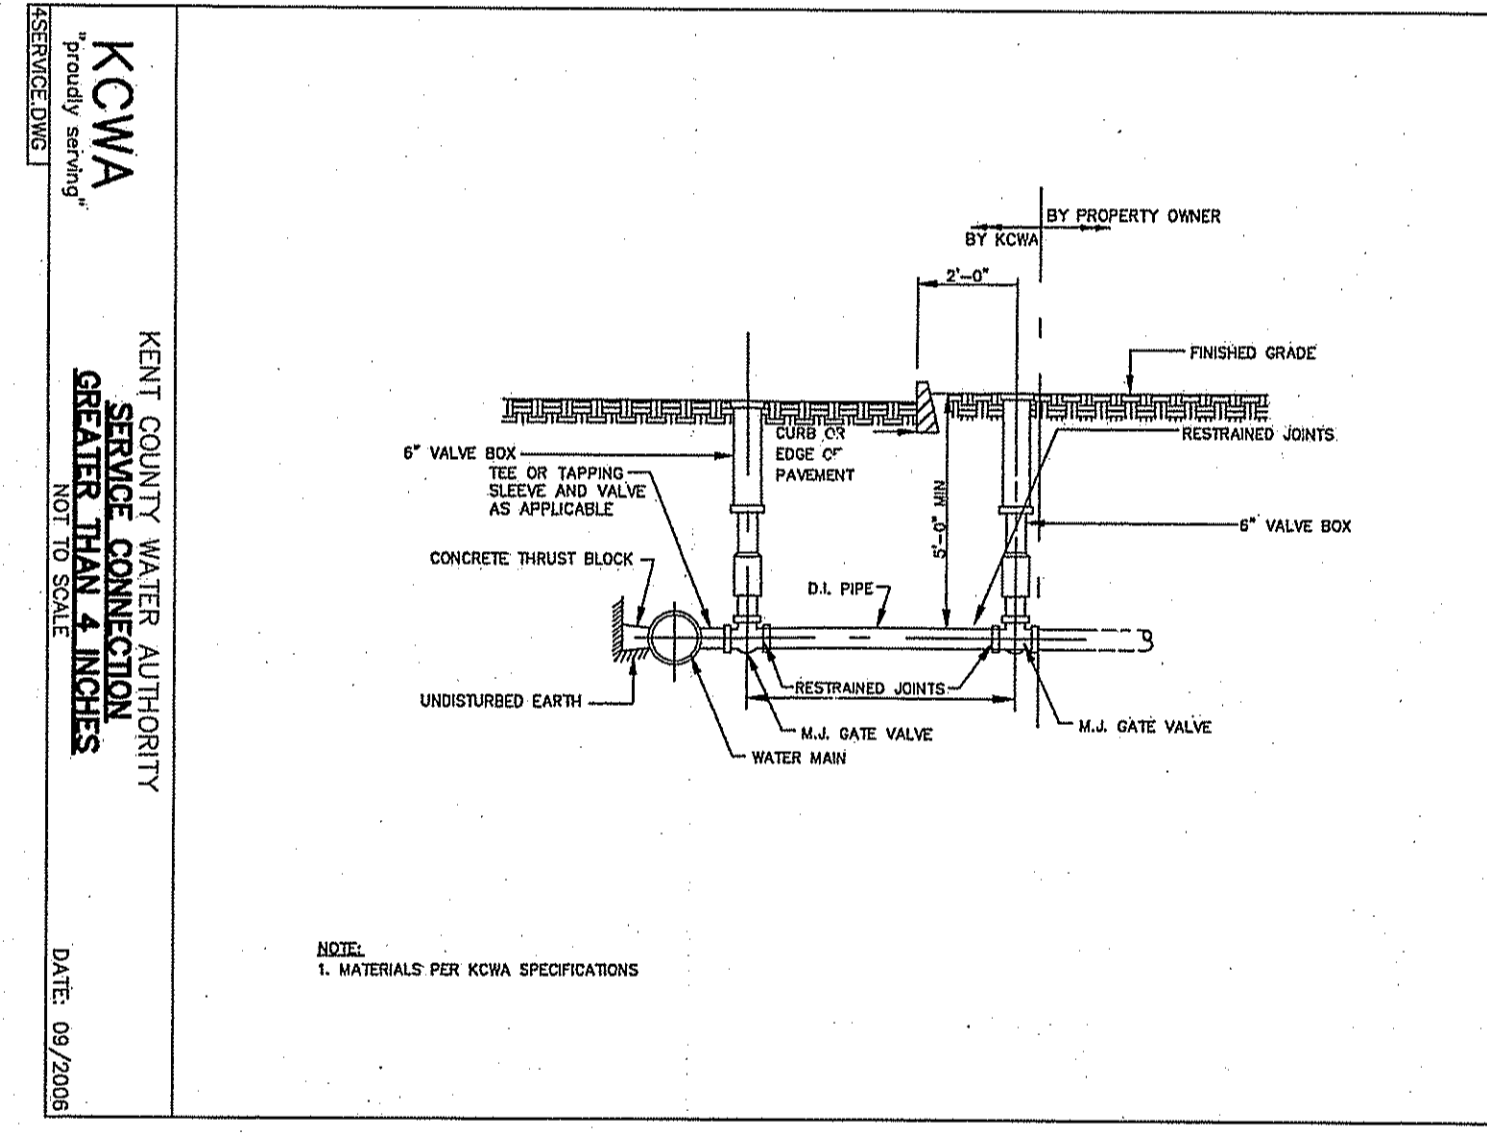 BY PROPERTY OWNER
BY KCWA
2'-0"
FINISHED GRADE
RESTRAINED JOINTS
CURB OR
EDGE OF
PAVEMENT
6" VALVE BOX
TEE OR TAPPING
SLEEVE AND VALVE
AS APPLICABLE
5'-0" MIN
6" VALVE BOX
CONCRETE THRUST BLOCK
D.I. PIPE
RESTRAINED JOINTS
UNDISTURBED EARTH
M.J. GATE VALVE
M.J. GATE VALVE
WATER MAIN
NOTE:
1. MATERIALS PER KCWA SPECIFICATIONS
KENT COUNTY WATER AUTHORITY
SERVICE CONNECTION
GREATER THAN 4 INCHES
NOT TO SCALE
KCWA
"proudly serving"
4SERVICE.DWG
DATE: 09/2006